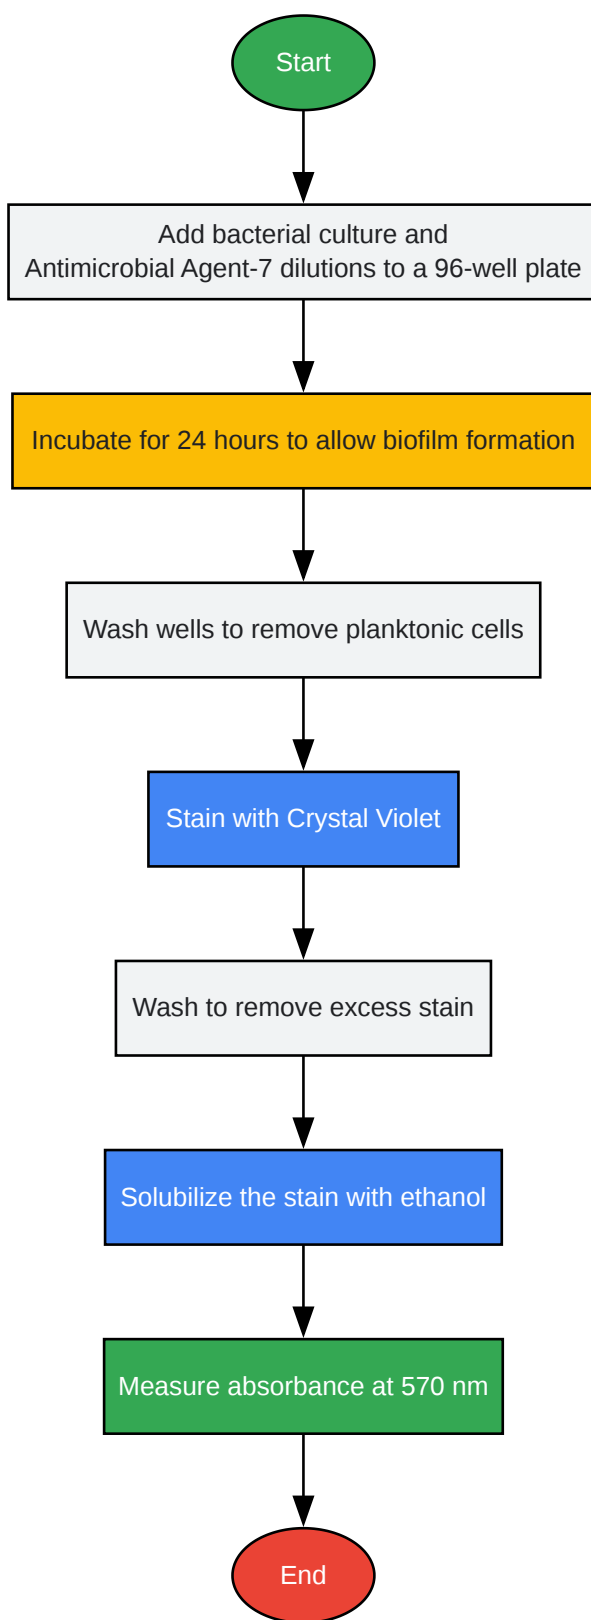 Start
Add bacterial culture and
Antimicrobial Agent-7 dilutions to a 96-well plate
Incubate for 24 hours to allow biofilm formation
Wash wells to remove planktonic cells
Stain with Crystal Violet
Wash to remove excess stain
Solubilize the stain with ethanol
Measure absorbance at 570 nm
End